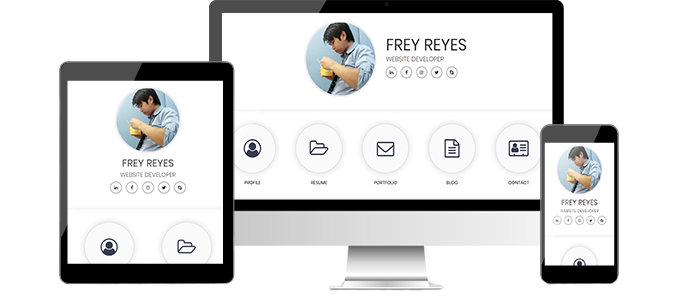 FREY REYES
WEBSITE DEVELOPER
PROFILE
RESUME
PORTFOLIO
BLOG
CONTACT
FREY REYES
WEBSITE DEVELOPER
FREY REYES
WEBSITE DEVELOPER